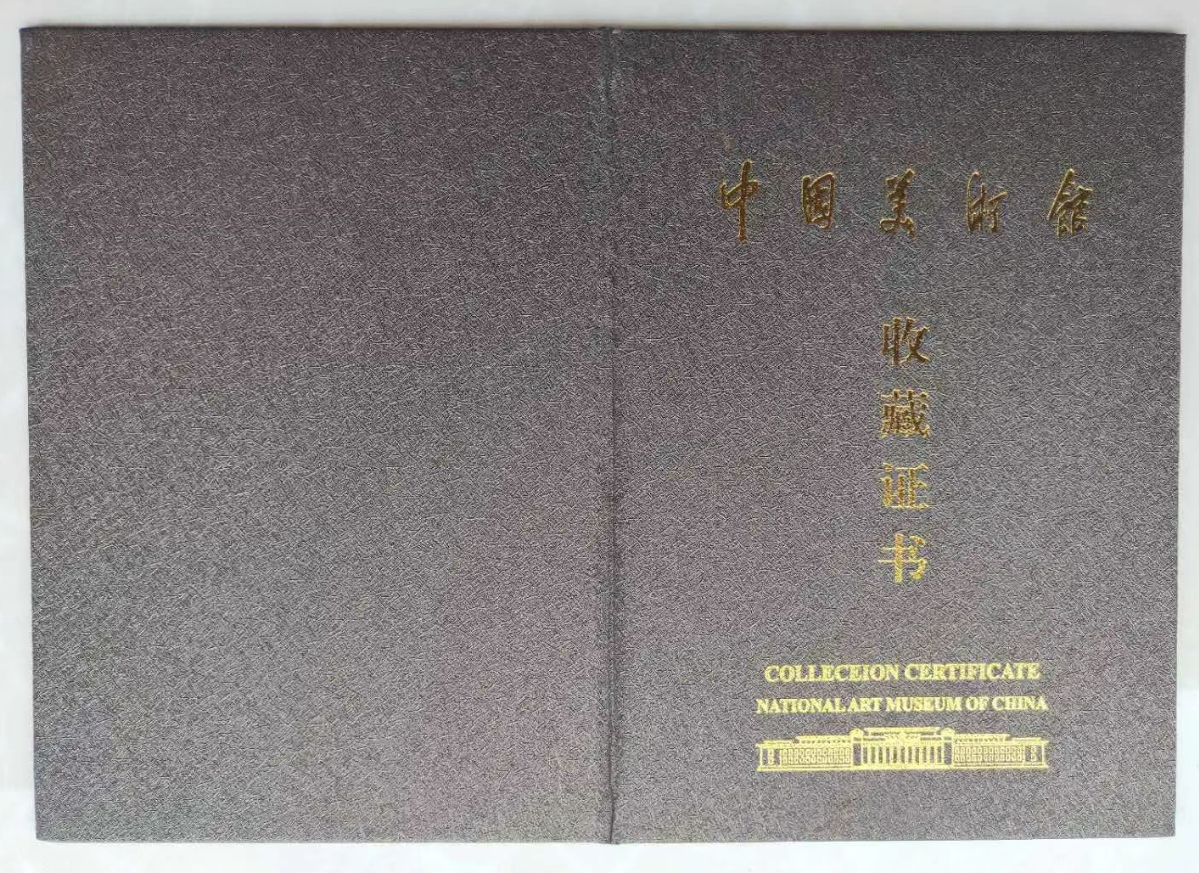 中国美術館
收藏证书
COLLECEION CERTIFICATE
NATIONAL ART MUSEUM OF CHINA